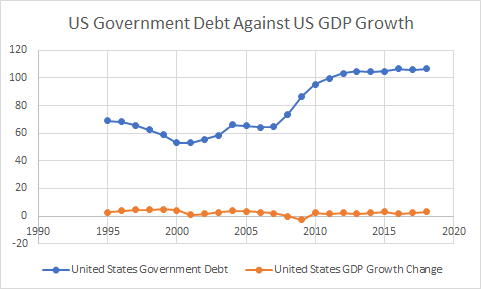 US Government Debt Against US GDP Growth
120
100
80
60
40
20
0
-20
1990 1995 2000 2005 2010 2015 2020
United States Government Debt United States GDP Growth Change